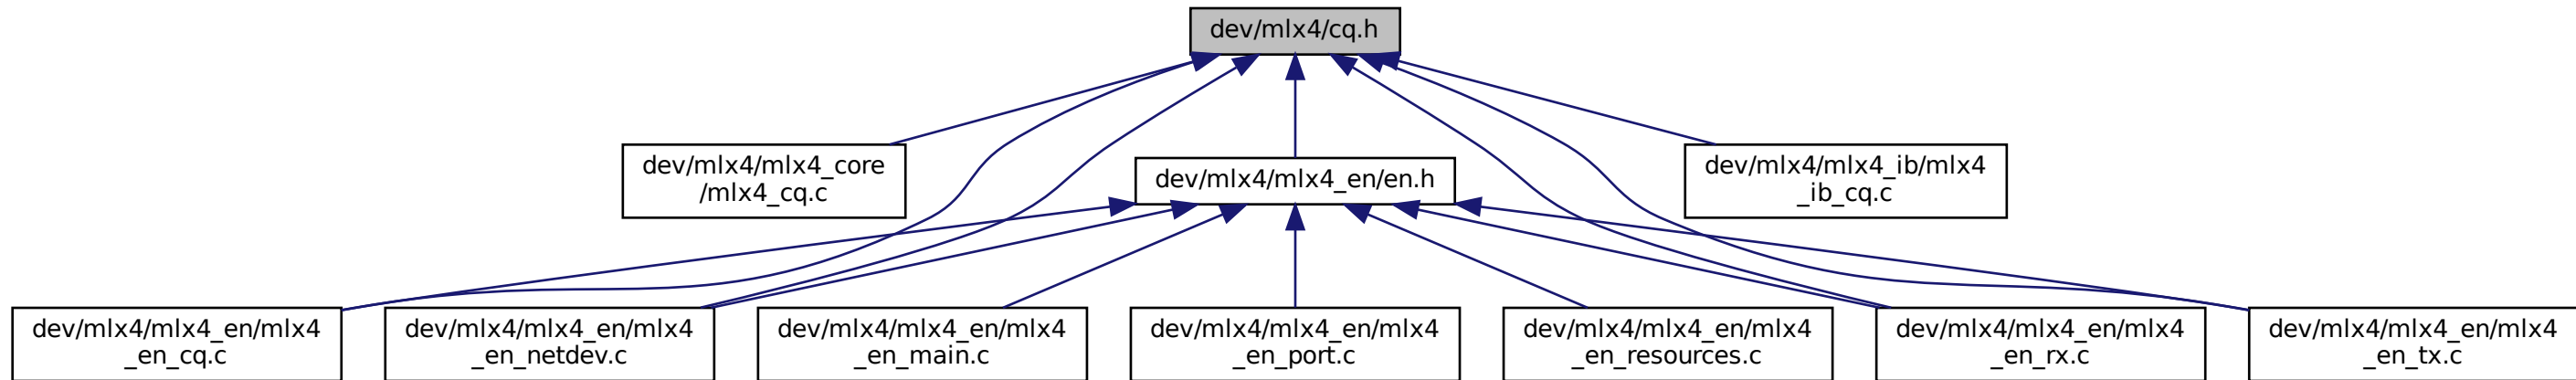 dev/mlx4/cq.h
dev/mlx4/mlx4_core
/mlx4_cq.c
dev/mlx4/mlx4_en/en.h
dev/mlx4/mlx4_ib/mlx4
_ib_cq.c
dev/mlx4/mlx4_en/mlx4
_en_cq.c
dev/mlx4/mlx4_en/mlx4
_en_netdev.c
dev/mlx4/mlx4_en/mlx4
_en_main.c
dev/mlx4/mlx4_en/mlx4
_en_port.c
dev/mlx4/mlx4_en/mlx4
_en_resources.c
dev/mlx4/mlx4_en/mlx4
_en_rx.c
dev/mlx4/mlx4_en/mlx4
_en_tx.c